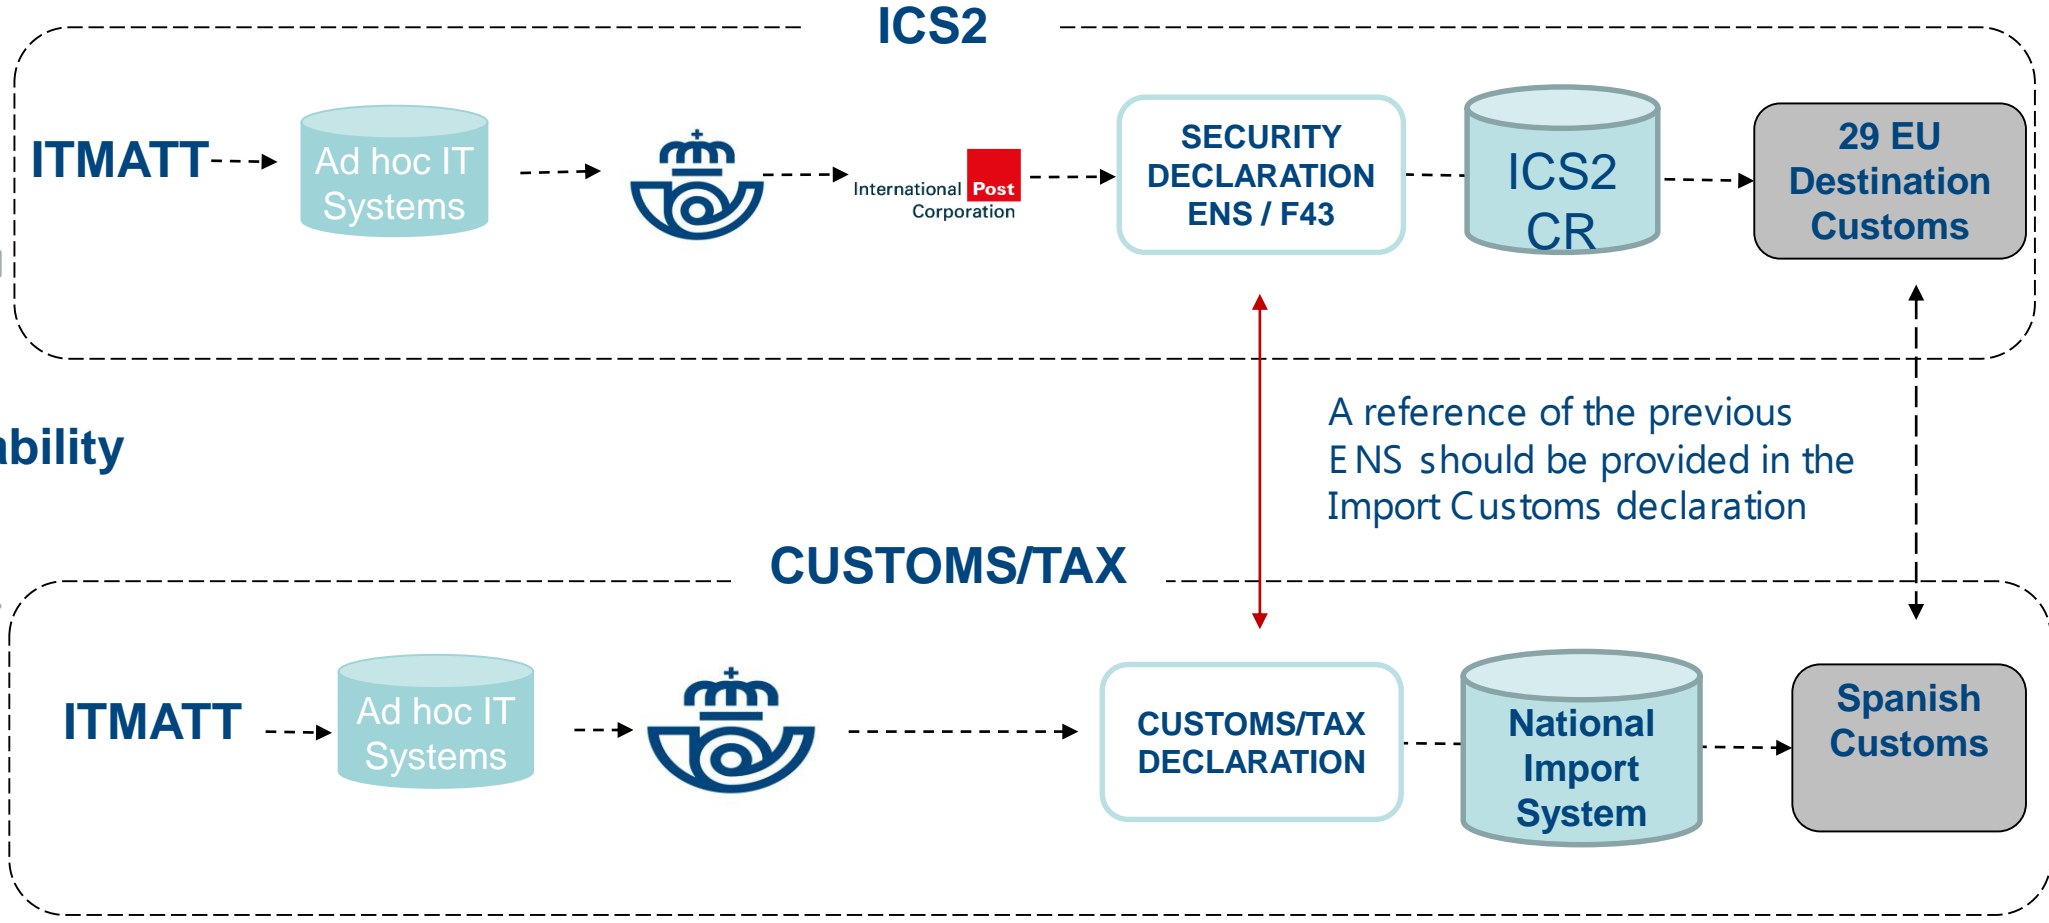 ICS2
ITMATT
Ad hoc IT
Systems
International Post
Corporation
SECURITY
DECLARATION
ENS / F43
ICS2
CR
29 EU
Destination
Customs
A reference of the previous
ENS should be provided in the
Import Customs declaration
ability
CUSTOMS/TAX
ITMATT
Ad hoc IT
Systems
CUSTOMS/TAX
DECLARATION
National
Import
System
Spanish
Customs